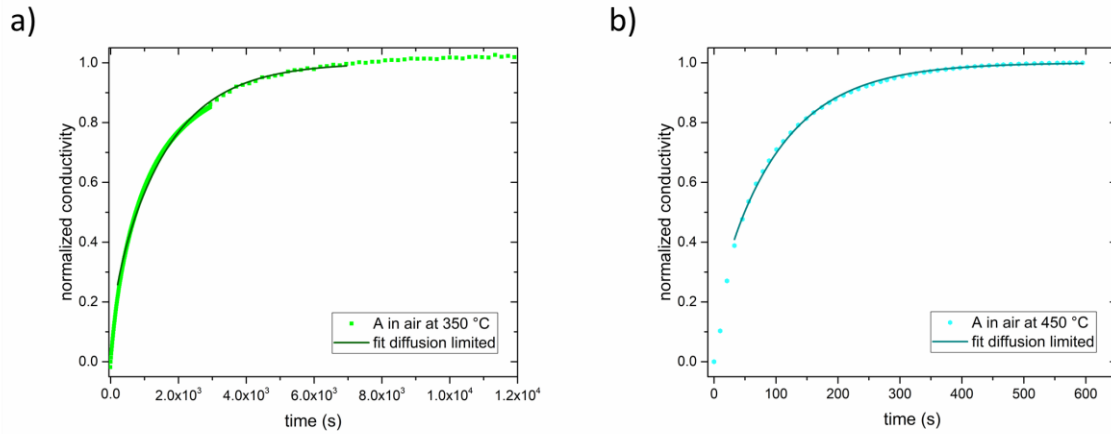 a)
normalized conductivity
1.0
0.8
0.6
0.4
0.2
0.0
A in air at 350 °C
fit diffusion limited
0.0 2.0x10³ 4.0x10³ 6.0x10³ 8.0x10³ 1.0x10⁴ 1.2x10⁴
time (s)
b)
normalized conductivity
1.0
0.8
0.6
0.4
0.2
0.0
A in air at 450 °C
fit diffusion limited
0 100 200 300 400 500 600
time (s)